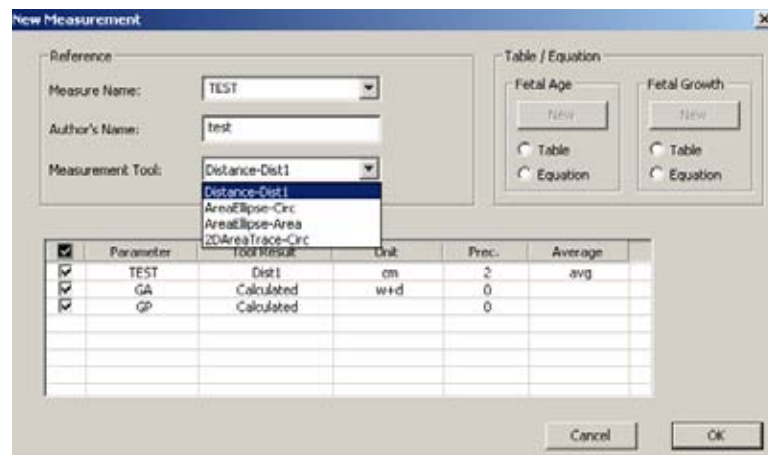 New Measurement
Reference
Measure Name: TEST
Author's Name: test
Measurement Tool: Distance-Dist1
Distance-Dist1
AreaEllipse-Circ
AreaEllipse-Area
2DAreaTrace-Circ
Table / Equation
Fetal Age
New
Table
Equation
Fetal Growth
New
Table
Equation
Parameter Tool Result Unit Prec. Average
TEST Dist1 cm 2 avg
GA Calculated w+d 0
GP Calculated 0
Cancel OK